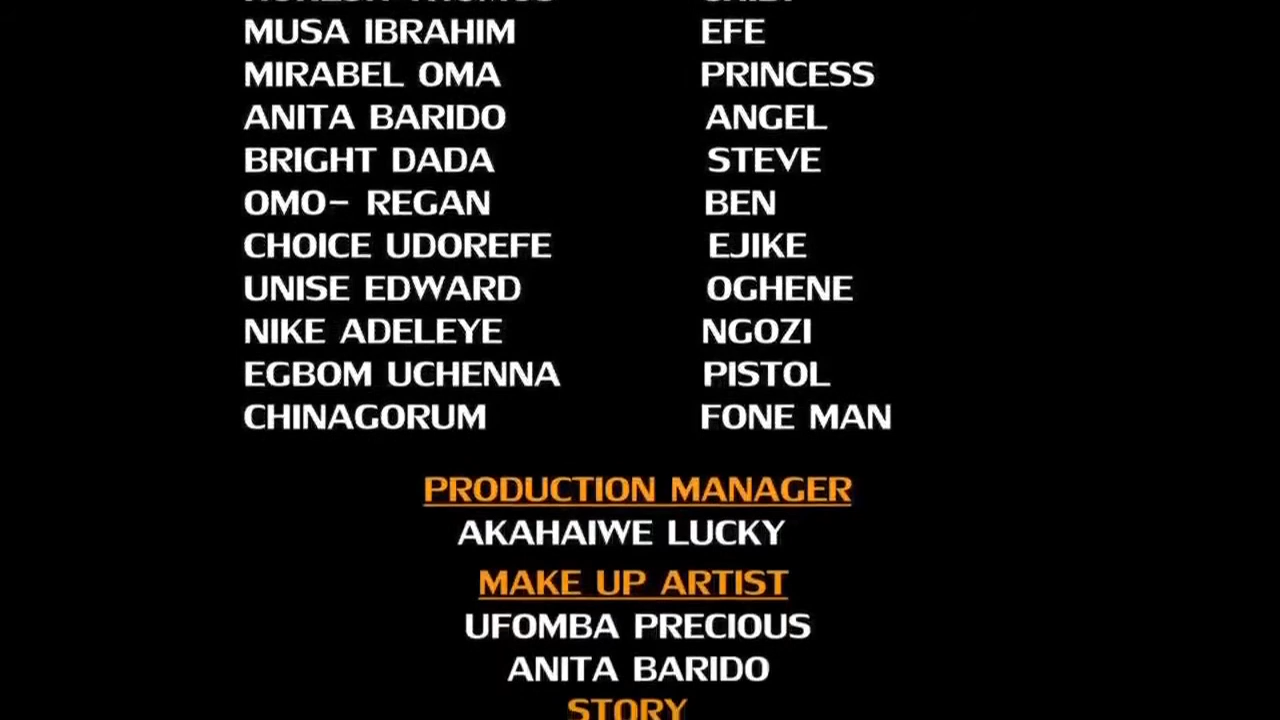 MUSA IBRAHIM EFE
MIRABEL OMA PRINCESS
ANITA BARIDO ANGEL
BRIGHT DADA STEVE
OMO- REGAN BEN
CHOICE UDOREFE EJIKE
UNISE EDWARD OGHENE
NIKE ADELEYE NGOZI
EGBOM UCHENNA PISTOL
CHINAGORUM FONE MAN
PRODUCTION MANAGER
AKAHAIWE LUCKY
MAKE UP ARTIST
UFOMBA PRECIOUS
ANITA BARIDO
STORY